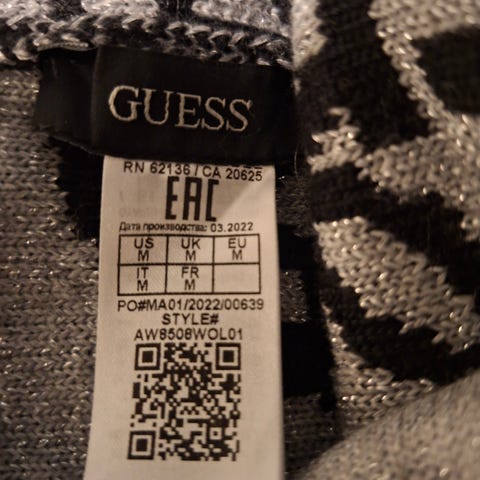 GUESS
RN 62136 / CA 20625
EAC
Дата производства: 03.2022
US UK EU
M M M
IT FR
M M
PO#MA01/2022/00639
STYLE#
AW8508WOL01